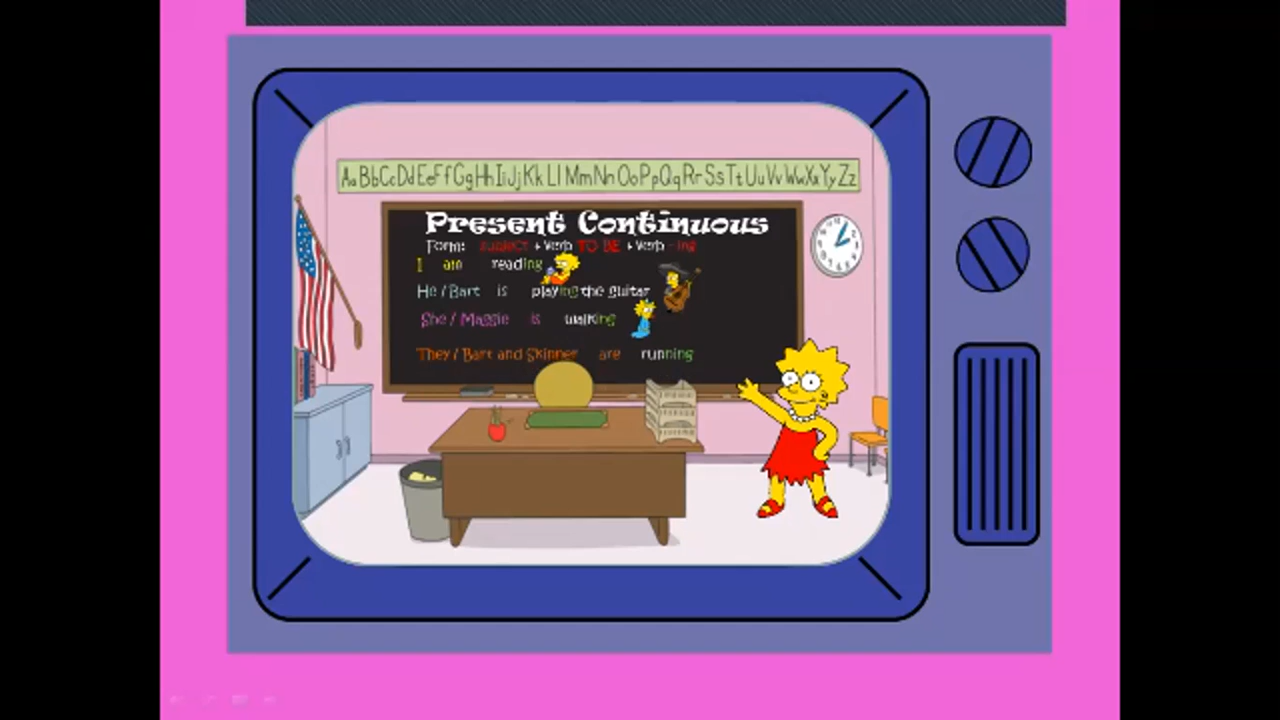 AaBbCcDdEeFfGgHhIiJjKkLlMmNnOoPpQqRrSsTtUuVvWwXxYyZz
Present Continuous
Form: subject + Verb TO BE + Verb - ing
I am reading
He / Bart is playing the guitar
She / Maggie is walking
They / Bart and Skinner are running